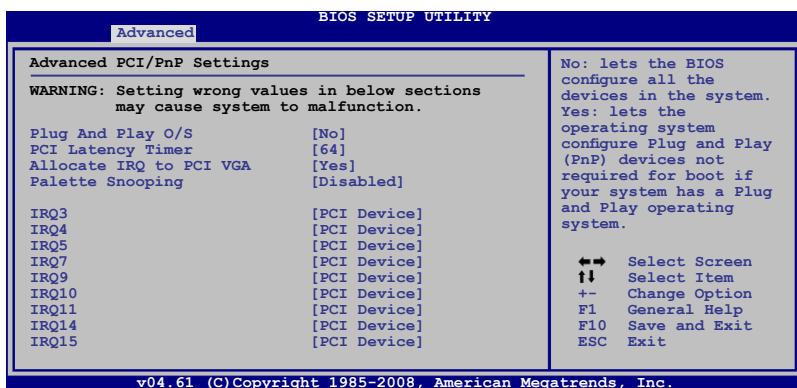 BIOS SETUP UTILITY
Advanced
Advanced PCI/PnP Settings
WARNING: Setting wrong values in below sections
may cause system to malfunction.
Plug And Play O/S [No]
PCI Latency Timer [64]
Allocate IRQ to PCI VGA [Yes]
Palette Snooping [Disabled]
IRQ3 [PCI Device]
IRQ4 [PCI Device]
IRQ5 [PCI Device]
IRQ7 [PCI Device]
IRQ9 [PCI Device]
IRQ10 [PCI Device]
IRQ11 [PCI Device]
IRQ14 [PCI Device]
IRQ15 [PCI Device]
No: lets the BIOS
configure all the
devices in the system.
Yes: lets the
operating system
configure Plug and Play
(PnP) devices not
required for boot if
your system has a Plug
and Play operating
system.
←→ Select Screen
↑↓ Select Item
+- Change Option
F1 General Help
F10 Save and Exit
ESC Exit
v04.61 (C)Copyright 1985-2008, American Megatrends, Inc.